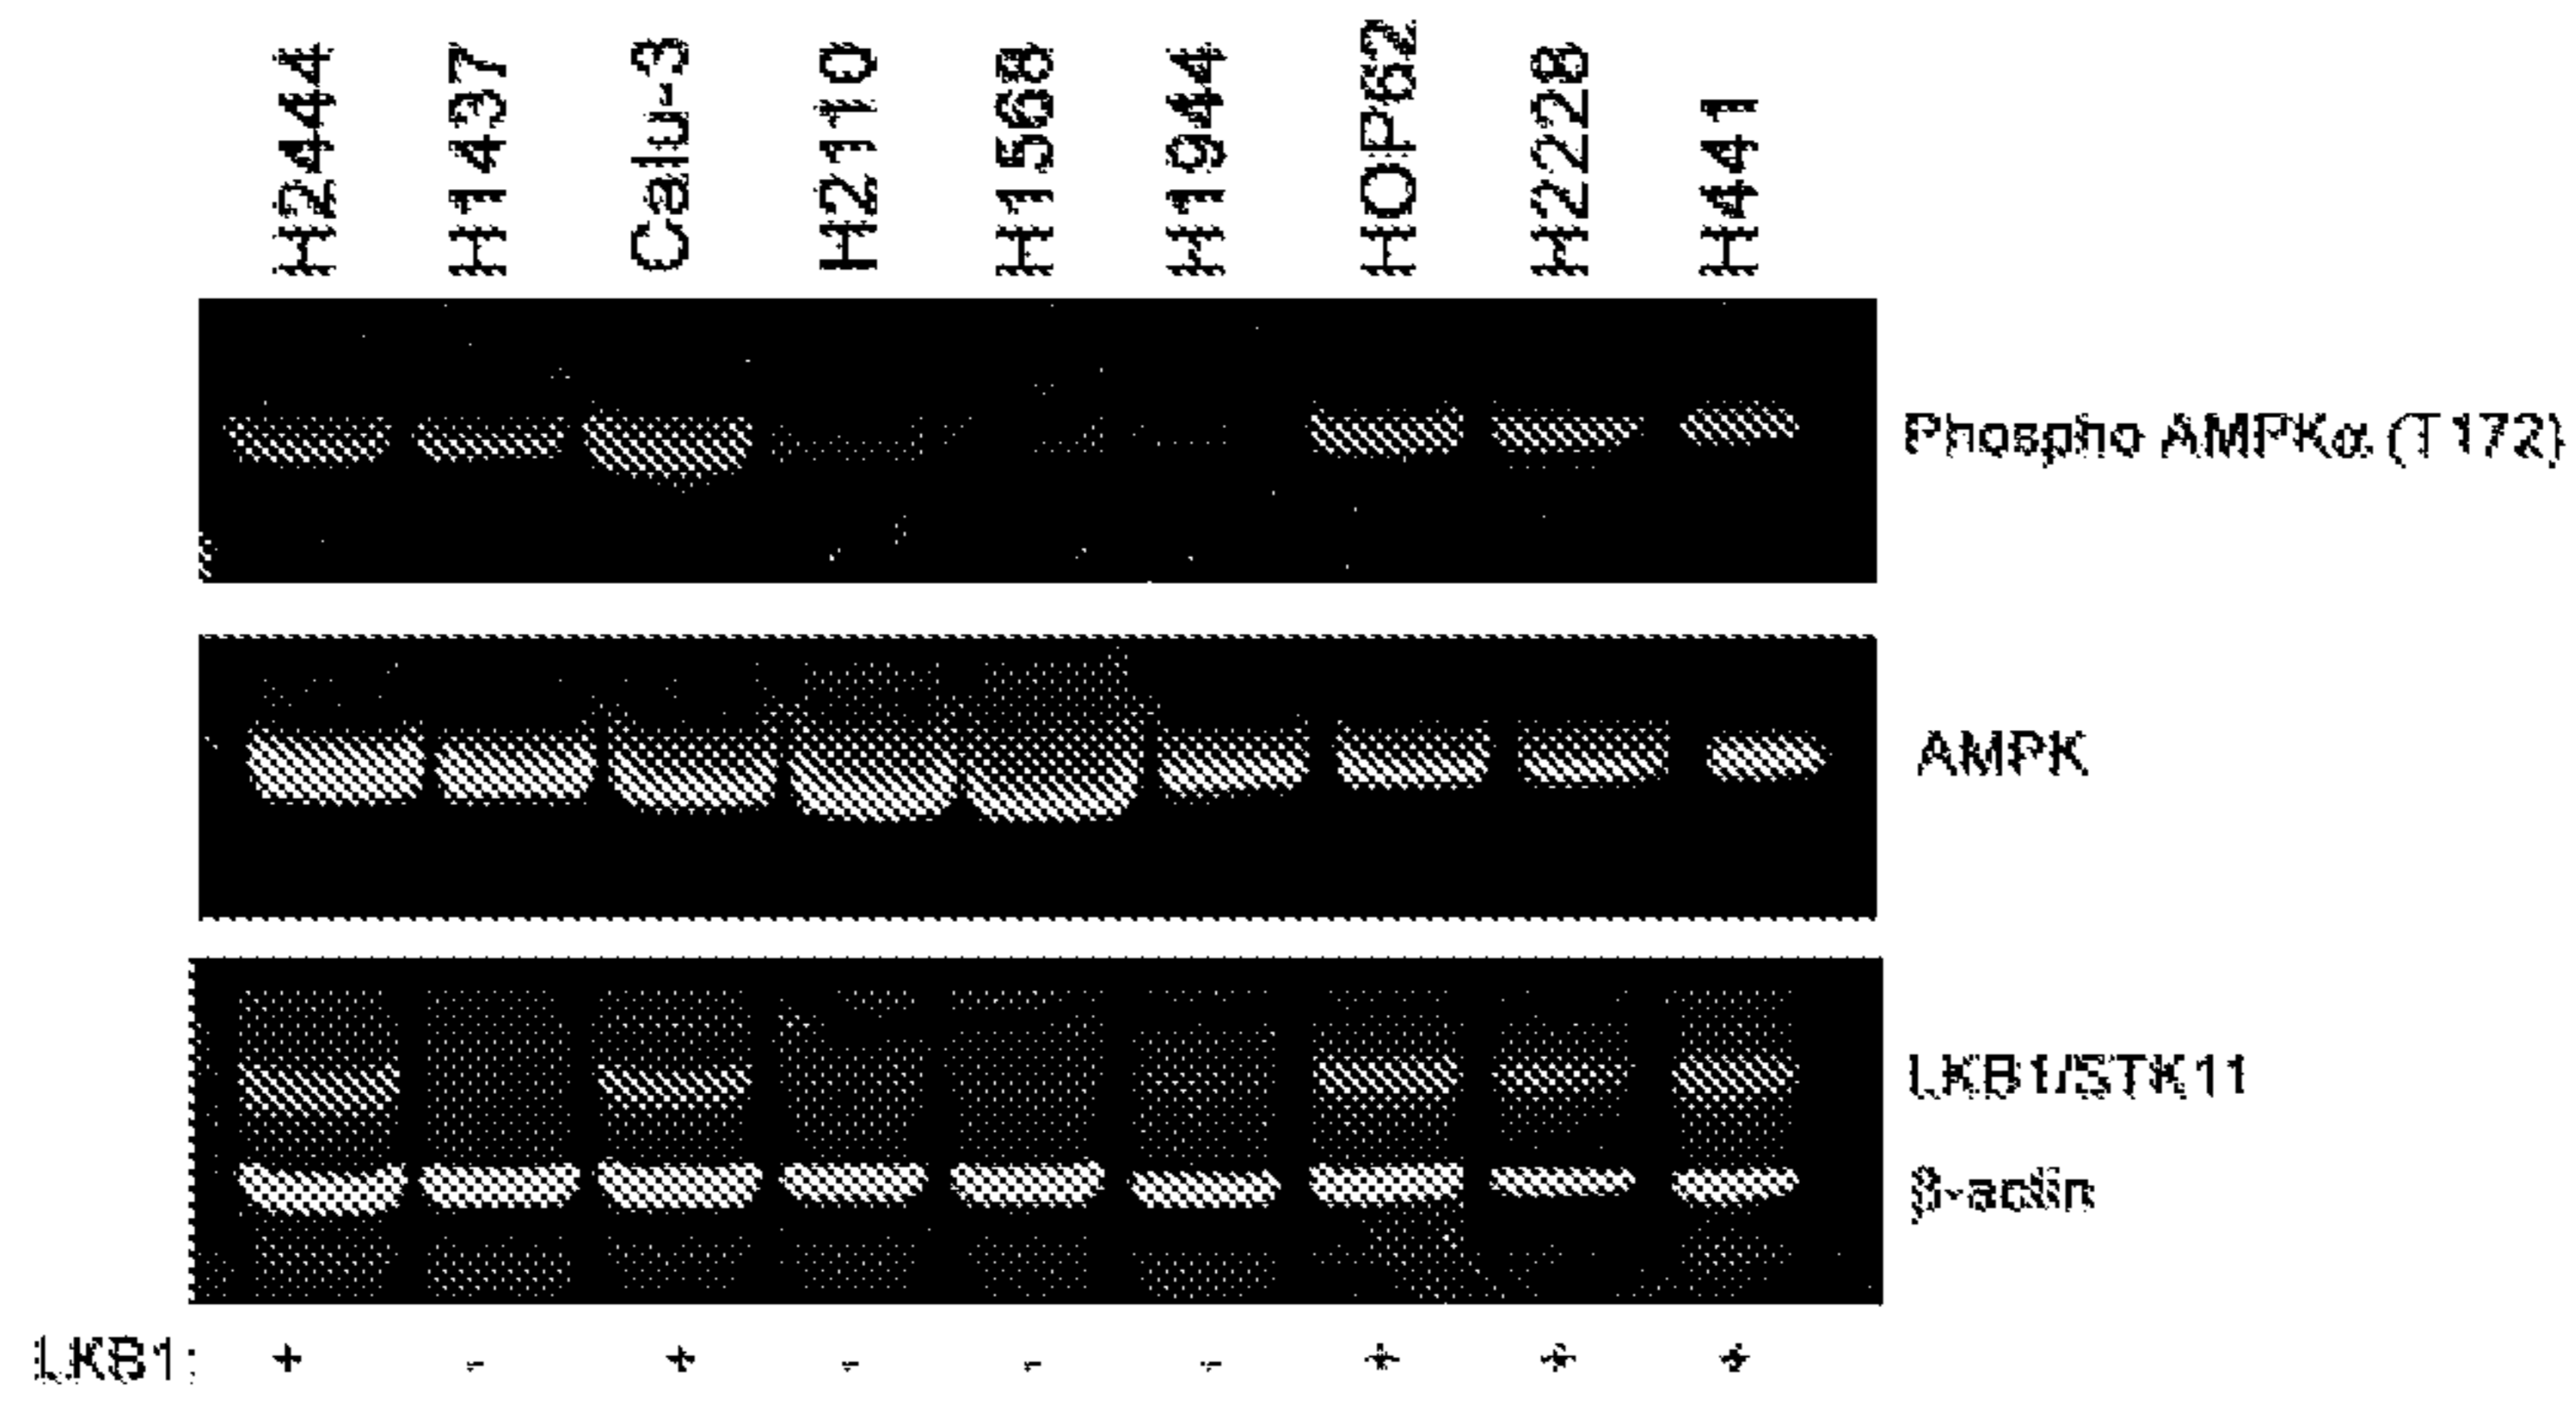 H2444 H1437 Calu-3 H2110 H1568 H1944 HOP62 H2228 H441
Phospho AMPKα (T172)
AMPK
LKB1/STK11
β-actin
LKB1: + - + - - - + + +